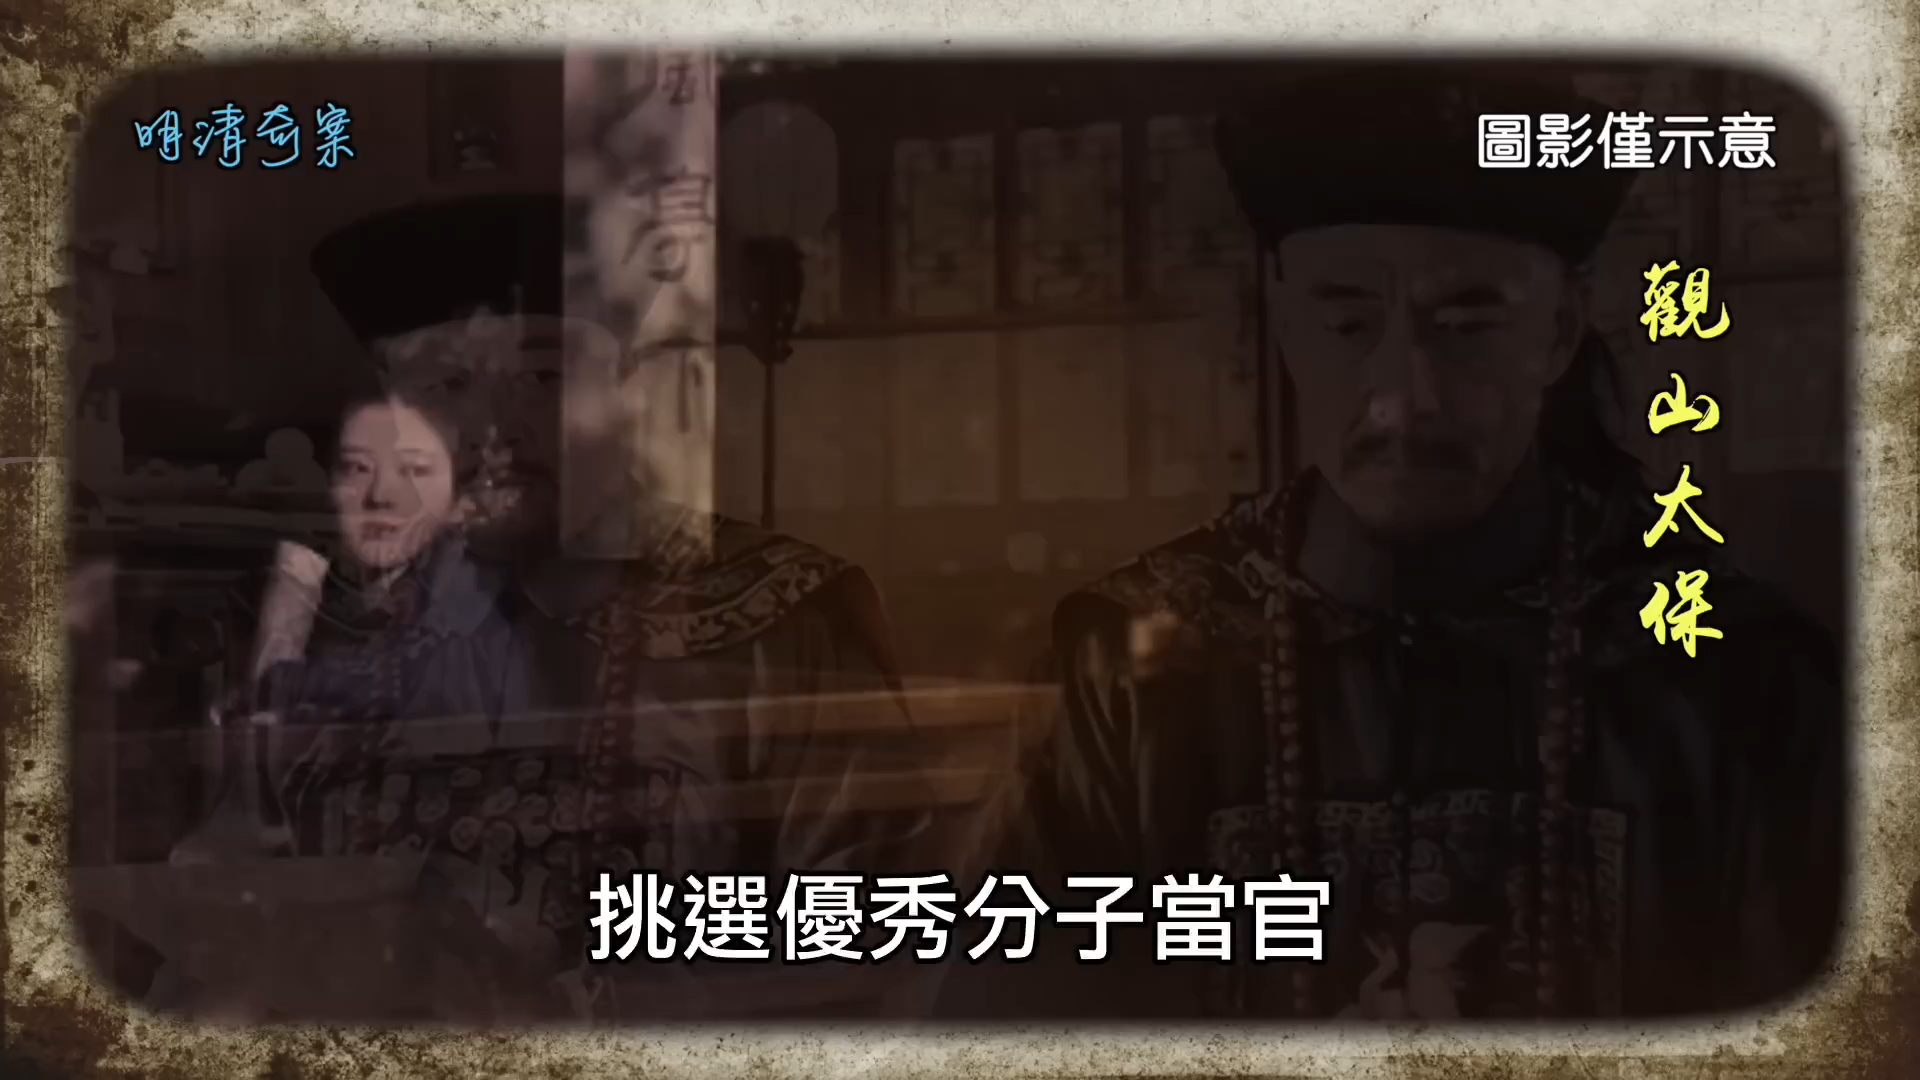 明清奇案
圖影僅示意
觀山太保
挑選優秀分子當官